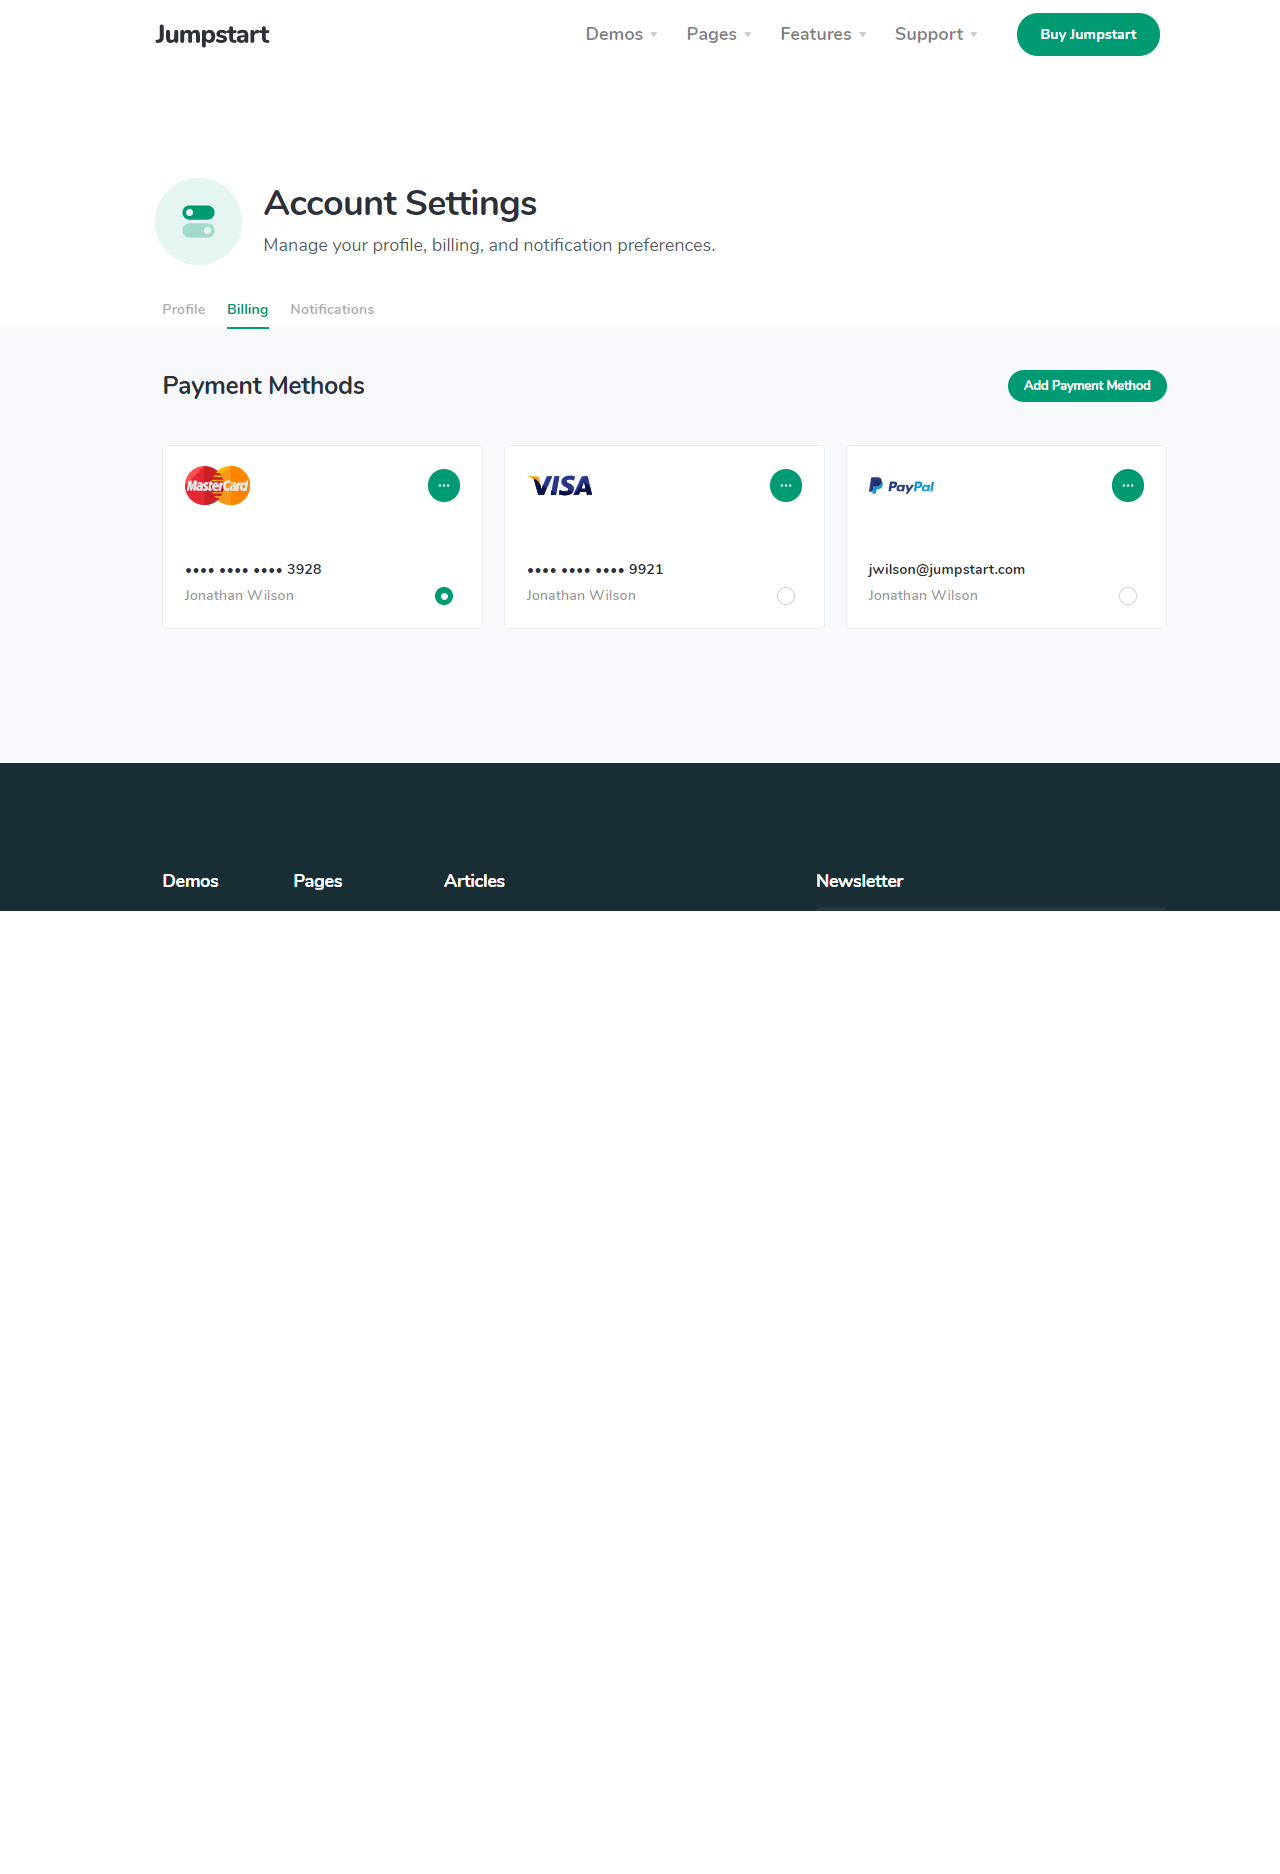 Jumpstart
Demos Pages Features Support Buy Jumpstart
Account Settings
Manage your profile, billing, and notification preferences.
Profile Billing Notifications
Payment Methods Add Payment Method
MasterCard VISA PayPal
•••• •••• •••• 3928
Jonathan Wilson
•••• •••• •••• 9921
Jonathan Wilson
jwilson@jumpstart.com
Jonathan Wilson
Demos Pages Articles Newsletter